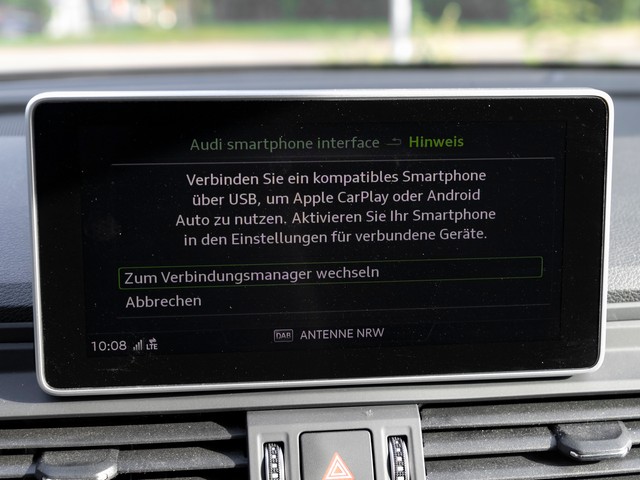 Audi smartphone interface Hinweis
Verbinden Sie ein kompatibles Smartphone
über USB, um Apple CarPlay oder Android
Auto zu nutzen. Aktivieren Sie Ihr Smartphone
in den Einstellungen für verbundene Geräte.
Zum Verbindungsmanager wechseln
Abbrechen
DAB ANTENNE NRW
10:08 LTE